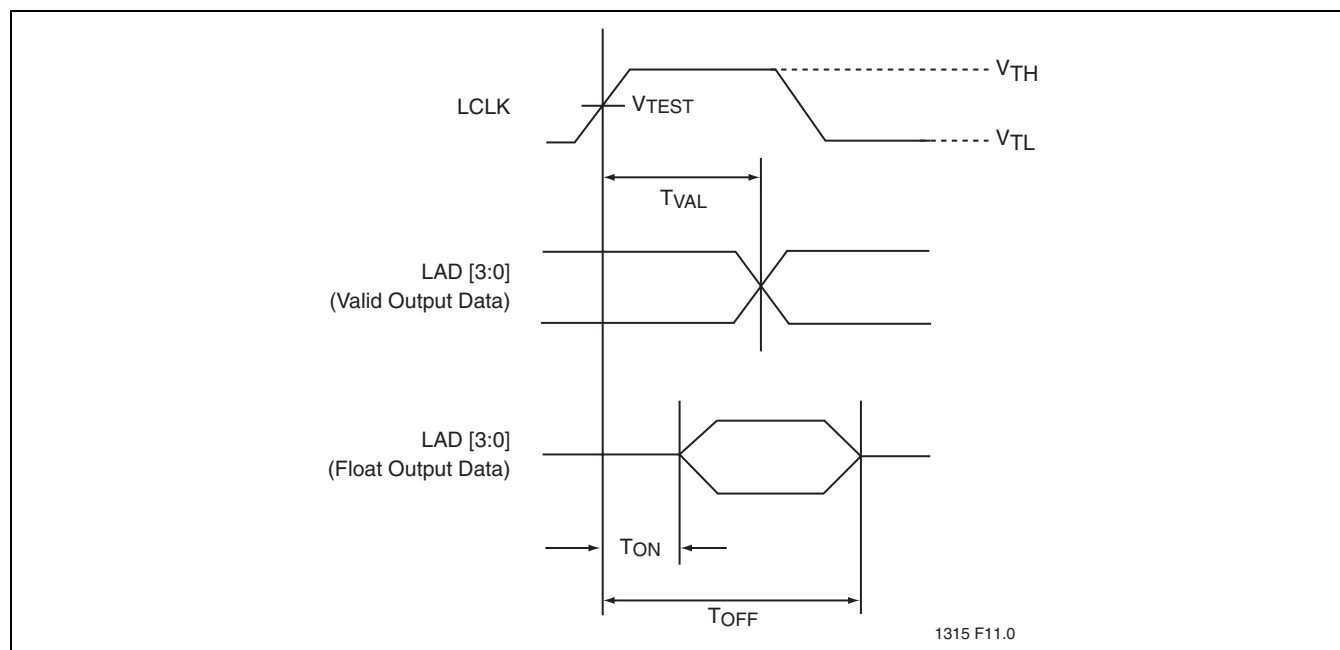 VTH
LCLK
VTEST
VTL
TVAL
LAD [3:0]
(Valid Output Data)
LAD [3:0]
(Float Output Data)
TON
TOFF
1315 F11.0